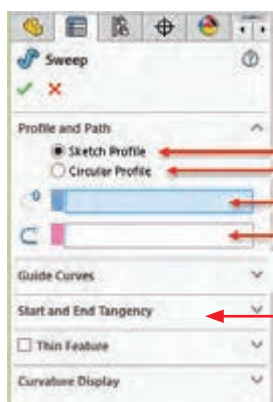 Sweep
Profile and Path
Sketch Profile
Circular Profile
Guide Curves
Start and End Tangency
Thin Feature
Curvature Display